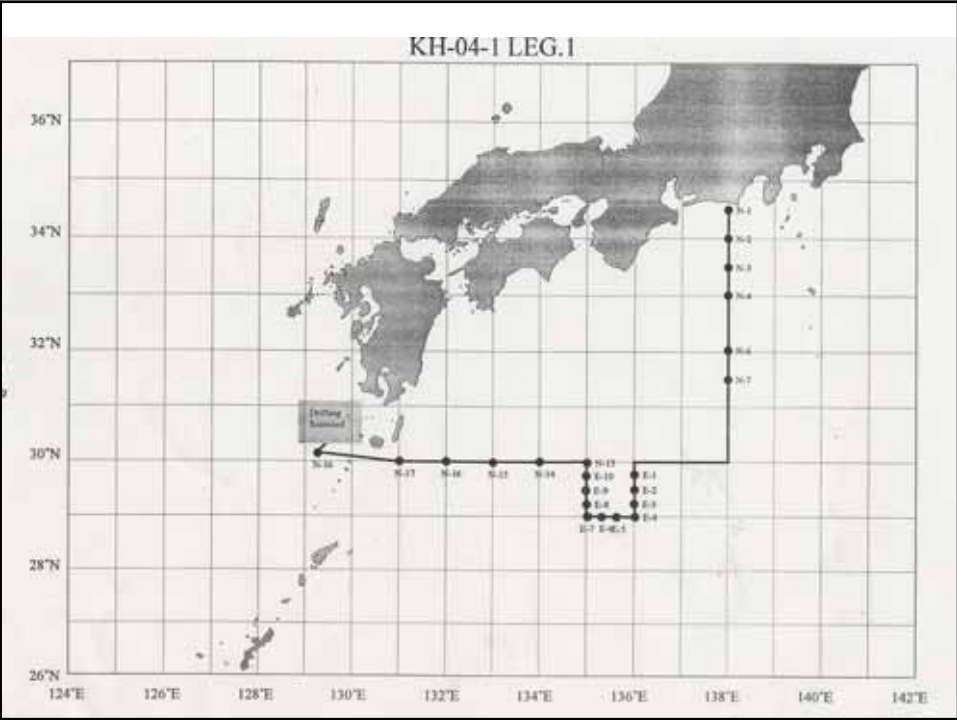 KH-04-1 LEG.1
36°N
34°N
32°N
30°N
28°N
26°N
124°E 126°E 128°E 130°E 132°E 134°E 136°E 138°E 140°E 142°E
N-1
N-2
N-3
N-4
N-6
N-7
Drifting
N-17 N-16 N-15 N-14
N-13
E-10
E-9
E-8
E-1
E-2
E-3
E-4
E-7